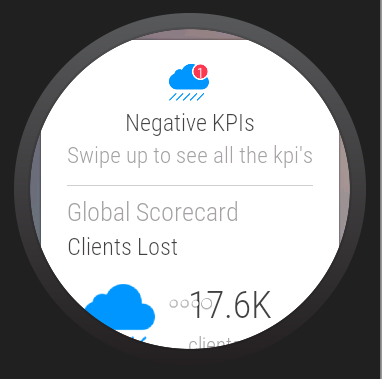 1
Negative KPIs
Swipe up to see all the kpi's
Global Scorecard
Clients Lost
17.6K